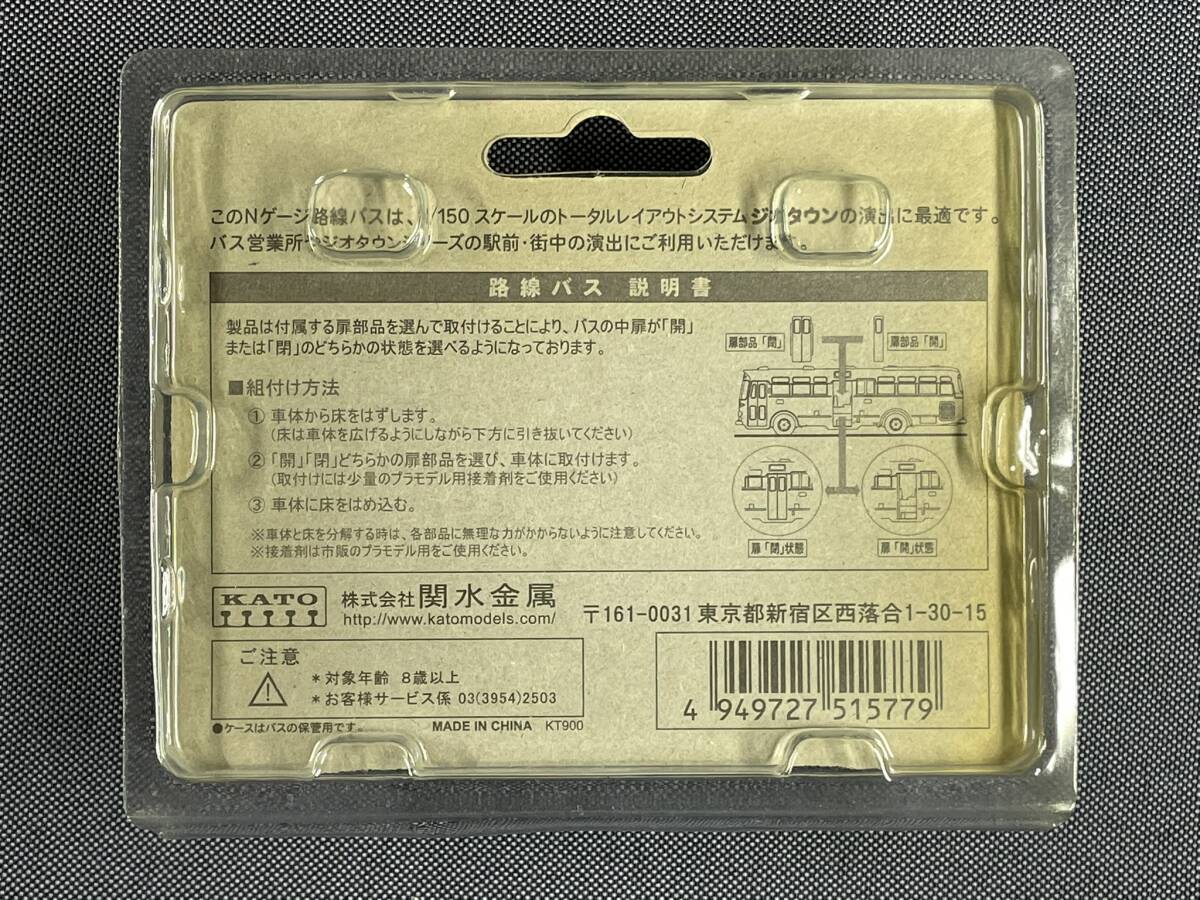 このNゲージ路線バスは、1/150 スケールのトータルレイアウトシステム ジオタウンの演出に最適です。
バス営業所やジオタウンシリーズの駅前・街中の演出にご利用いただけます。
路線バス 説明書
製品は付属する扉部品を選んで取付けることにより、バスの中扉が「開」
または「閉」のどちらかの状態を選べるようになっております。
■組付け方法
① 車体から床をはずします。
(床は車体を広げるようにしながら下方に引き抜いてください)
② 「開」「閉」どちらかの扉部品を選び、車体に取付けます。
(取付けには少量のプラモデル用接着剤をご使用ください)
③ 車体に床をはめ込む。
※車体と床を分解する時は、各部品に無理な力がかからないように注意してください。
※接着剤は市販のプラモデル用をご使用ください。
扉部品「閉」
扉部品「開」
扉「閉」状態
扉「開」状態
KATO
株式会社 関水金属
http://www.katomodels.com/
〒161-0031 東京都新宿区西落合1-30-15
ご注意
*対象年齢 8歳以上
*お客様サービス係 03(3954)2503
●ケースはバスの保管用です。 MADE IN CHINA KT900
4 949727 515779